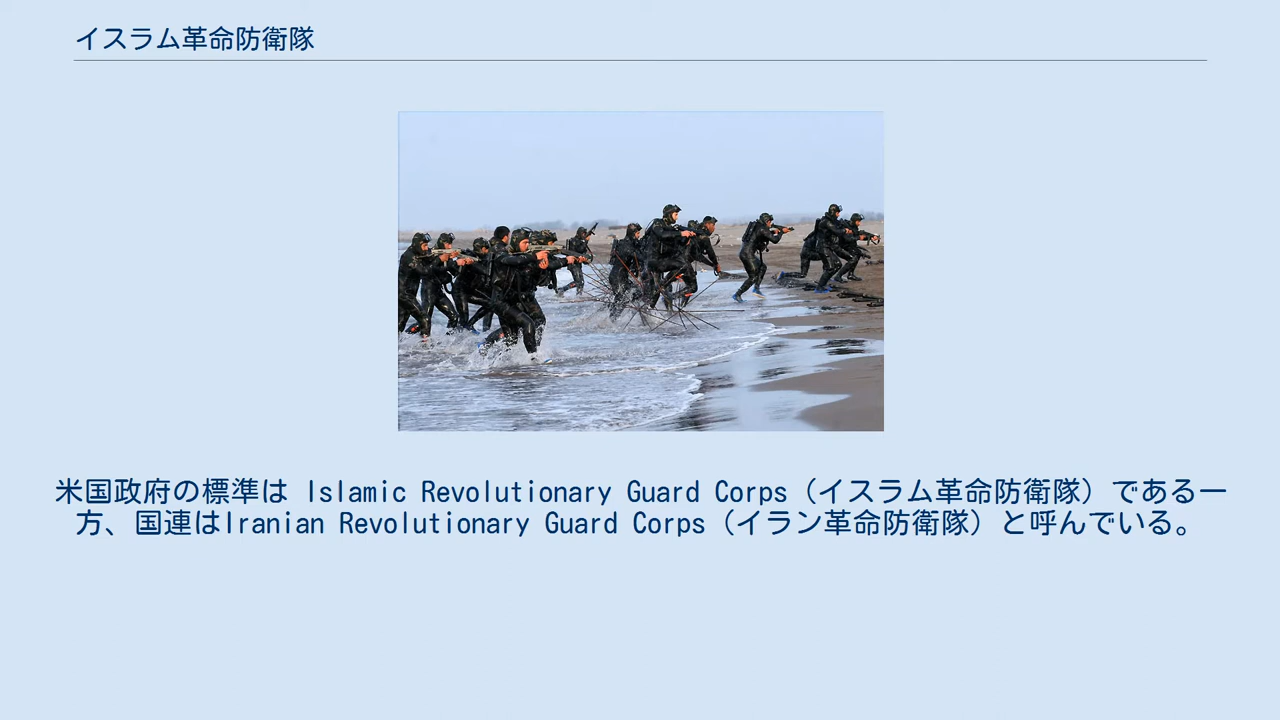 イスラム革命防衛隊
米国政府の標準は Islamic Revolutionary Guard Corps（イスラム革命防衛隊）である一
方、国連はIranian Revolutionary Guard Corps（イラン革命防衛隊）と呼んでいる。